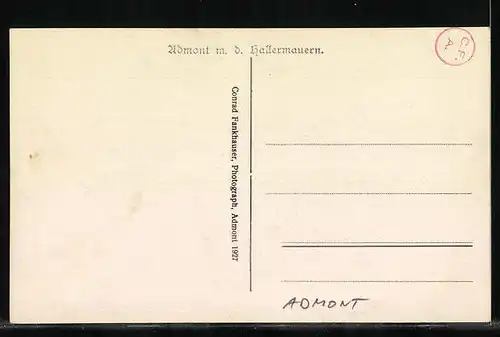 Admont m. d. Hallermauern.
C. F. A.
Conrad Fankhauser, Photograph, Admont 1927
ADMONT